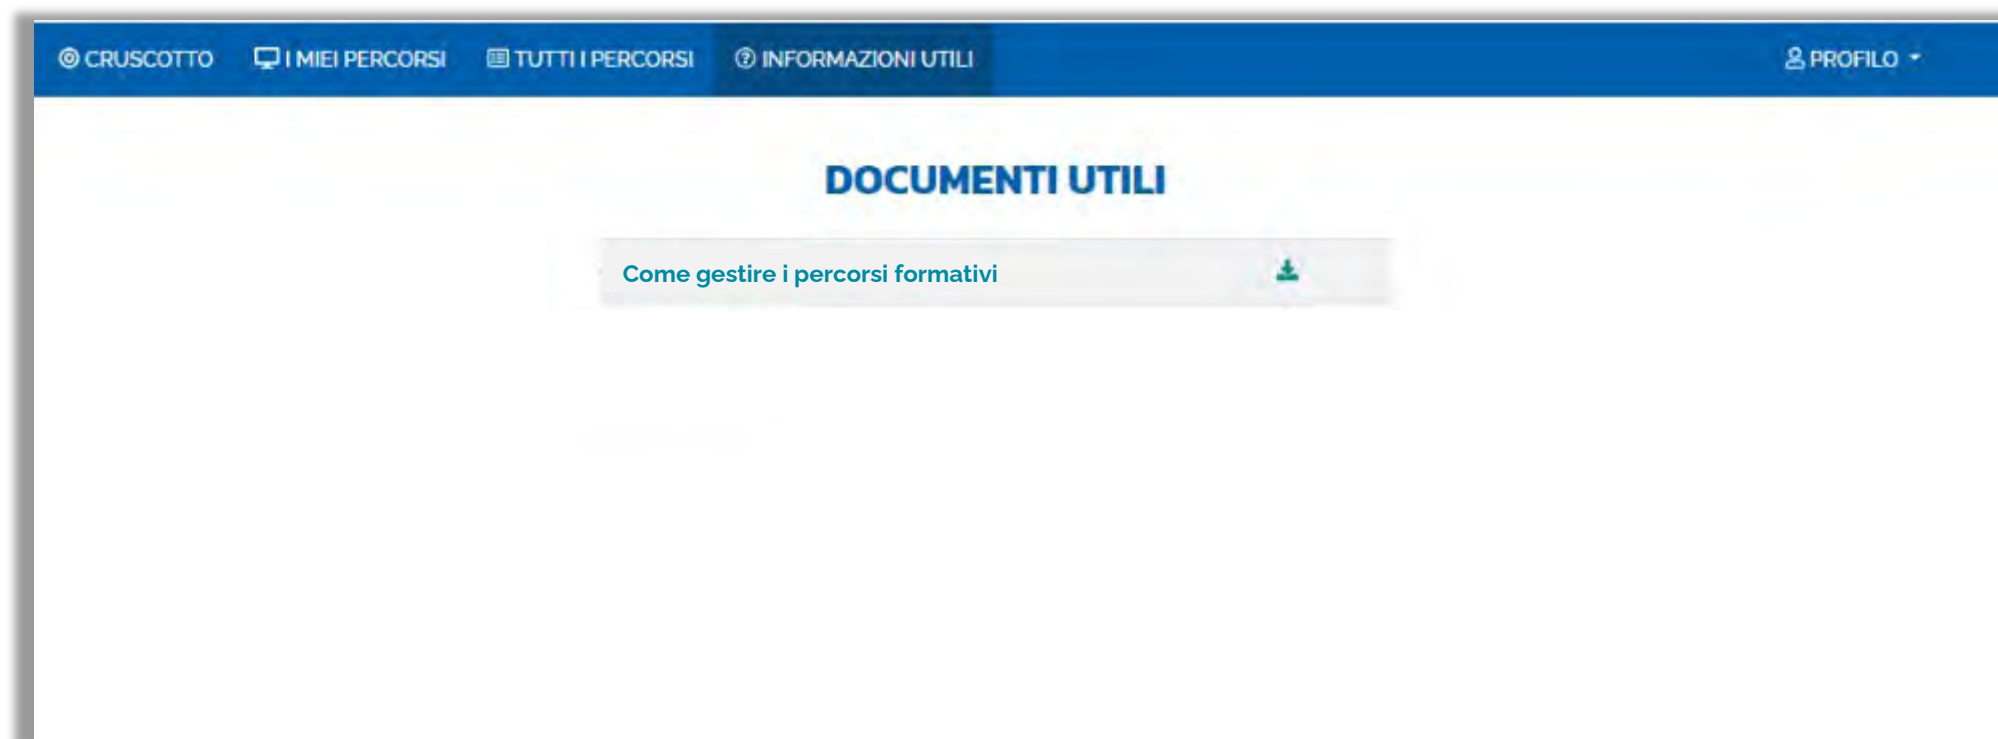 CRUSCOTTO I MIEI PERCORSI TUTTI I PERCORSI INFORMAZIONI UTILI PROFILO
DOCUMENTI UTILI
Come gestire i percorsi formativi